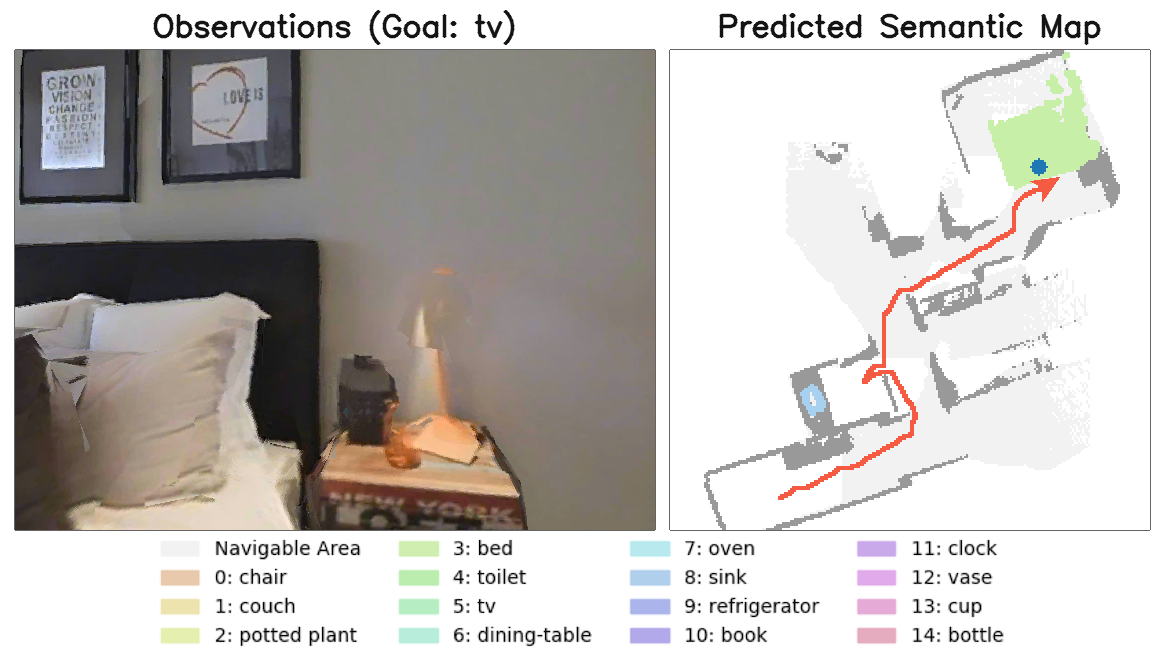 Observations (Goal: tv)
Predicted Semantic Map
GROW
VISION
CHANGE
PASSION
RESPECT
LOVE IS
NEW YORK
Navigable Area
0: chair
1: couch
2: potted plant
3: bed
4: toilet
5: tv
6: dining-table
7: oven
8: sink
9: refrigerator
10: book
11: clock
12: vase
13: cup
14: bottle